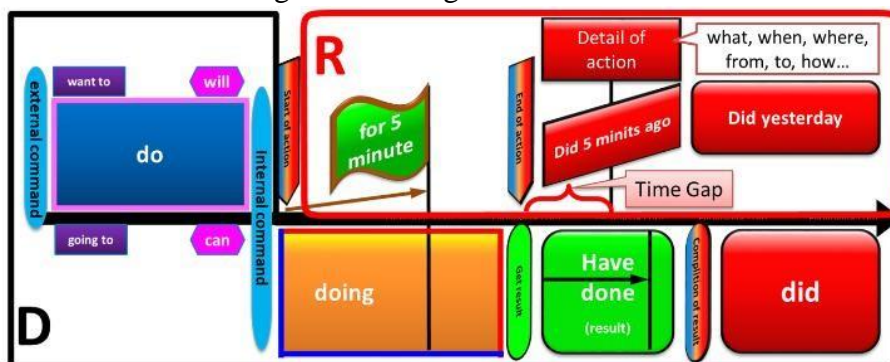 external command
want to
will
do
going to
can
Internal command
D
R
Start of action
for 5
minute
End of action
Detail of
action
what, when, where,
from, to, how...
Did 5 minits ago
Did yesterday
Time Gap
doing
Get result
Have
done
(result)
Complition of result
did